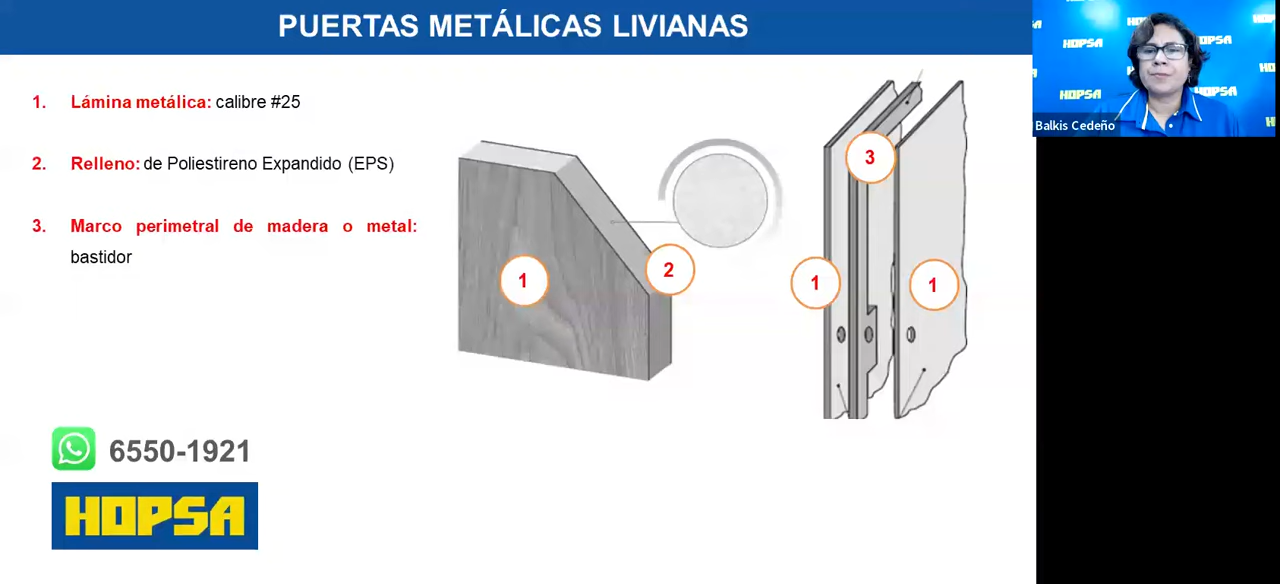 PUERTAS METÁLICAS LIVIANAS
1. Lámina metálica: calibre #25
2. Relleno: de Poliestireno Expandido (EPS)
3. Marco perimetral de madera o metal:
bastidor
1
2
3
1
1
6550-1921
HOPSA
HOPSA
HOPSA
HOPSA
HOPSA
Balkis Cedeño